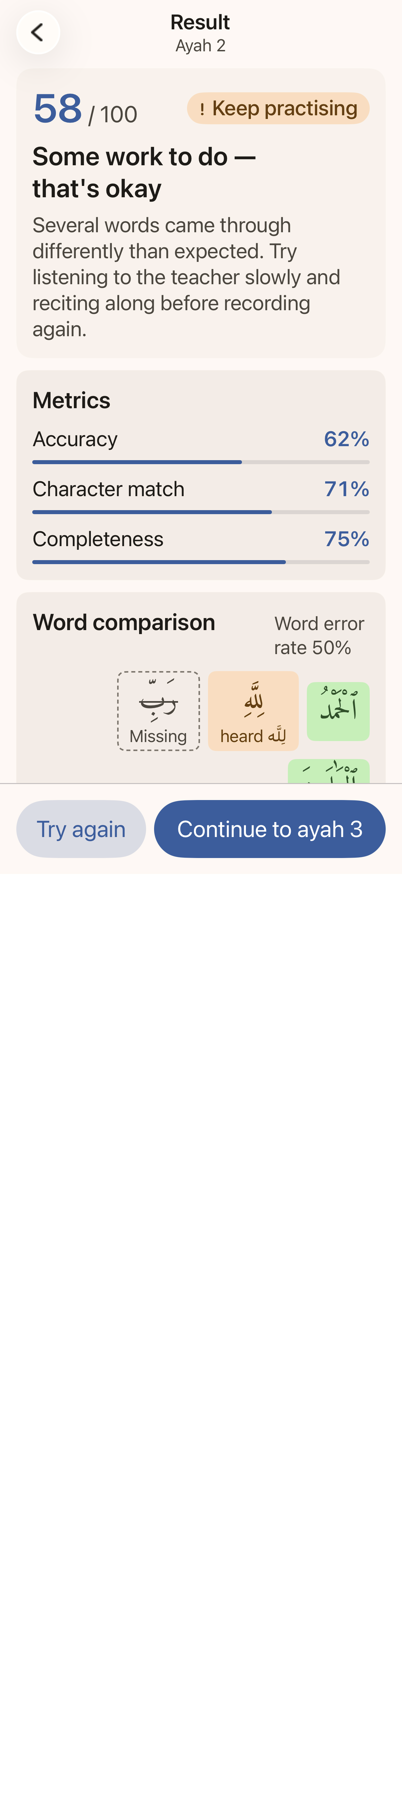 Result
Ayah 2
58 / 100
! Keep practising
Some work to do —
that's okay
Several words came through
differently than expected. Try
listening to the teacher slowly and
reciting along before recording
again.
Metrics
Accuracy 62%
Character match 71%
Completeness 75%
Word comparison
Word error
rate 50%
ٱلْحَمْدُ لِلَّهِ رَبِّ
heard لِلَّه Missing
Try again
Continue to ayah 3